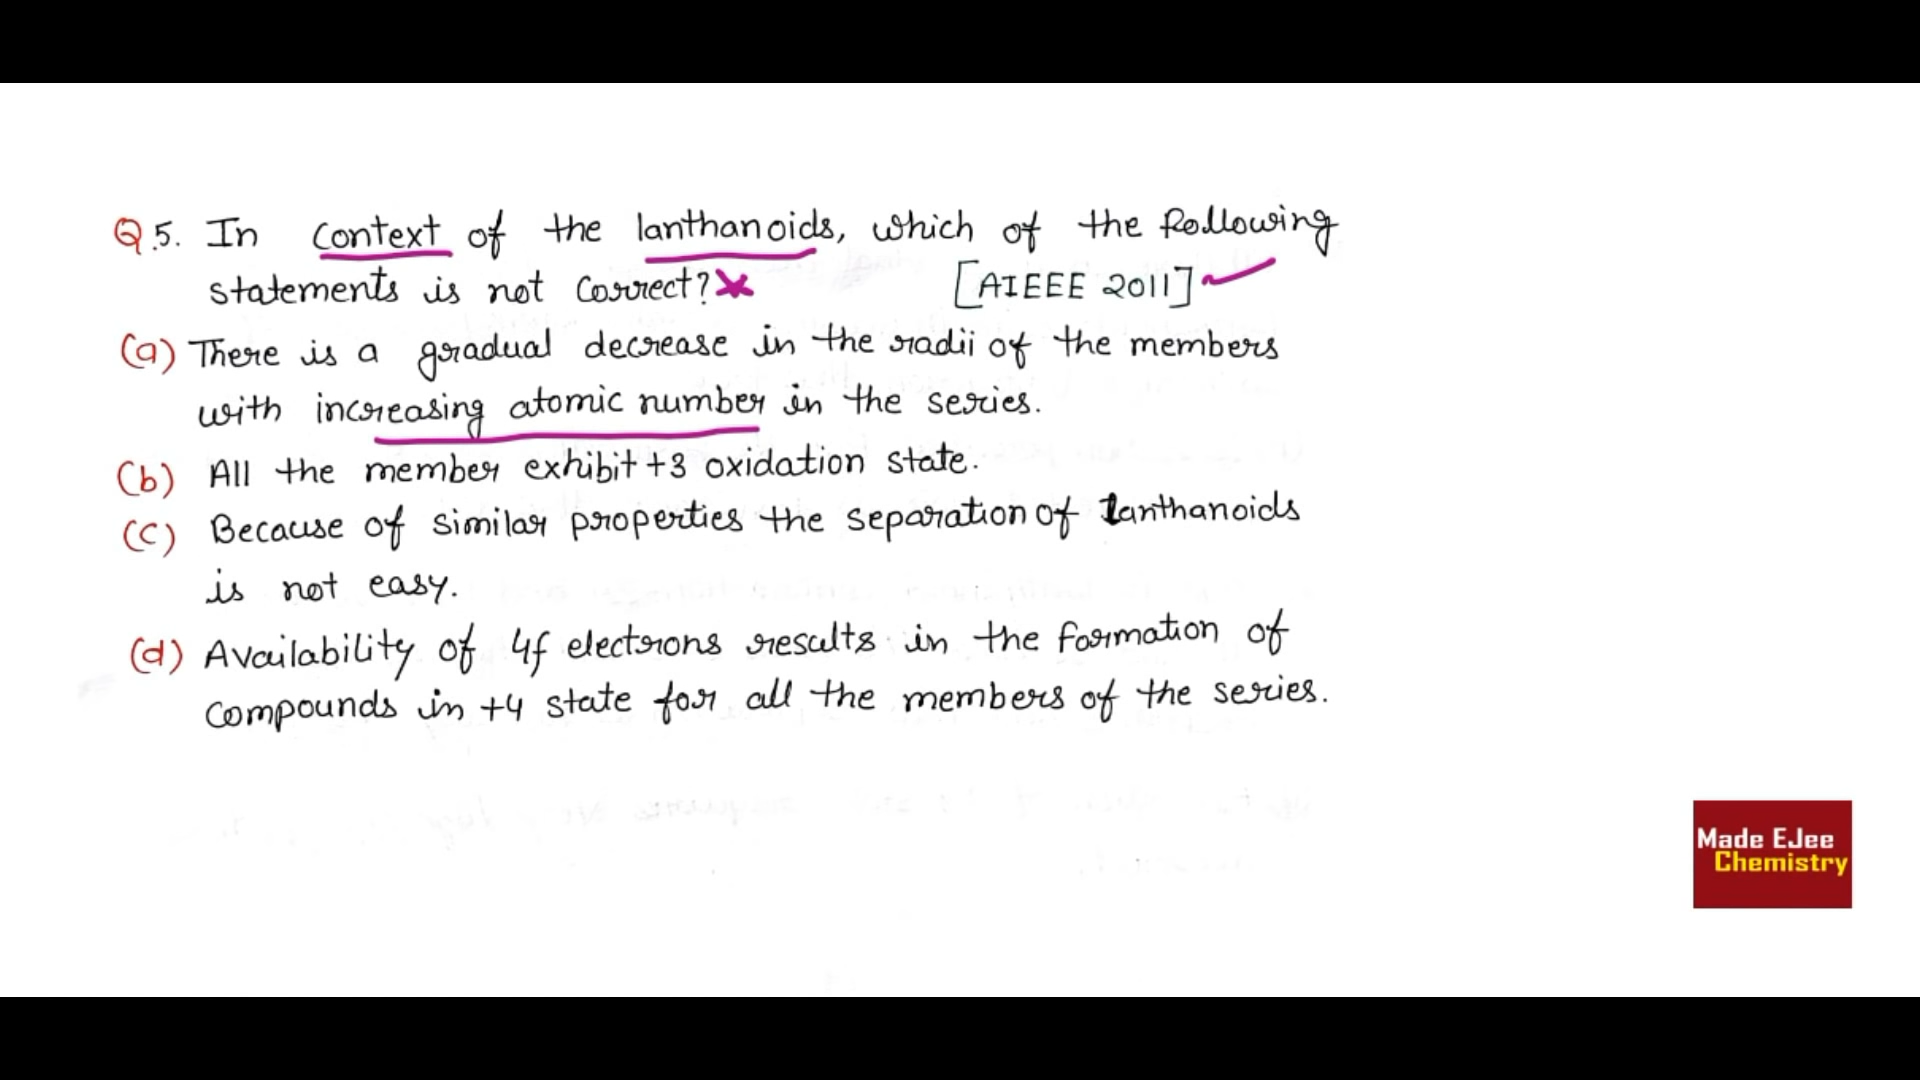 Q.5. In context of the lanthanoids, which of the following
statements is not correct? [AIEEE 2011]
(a) There is a gradual decrease in the radii of the members
with increasing atomic number in the series.
(b) All the member exhibit +3 oxidation state.
(c) Because of similar properties the separation of lanthanoids
is not easy.
(d) Availability of 4f electrons results in the formation of
compounds in +4 state for all the members of the series.
Made EJee
Chemistry